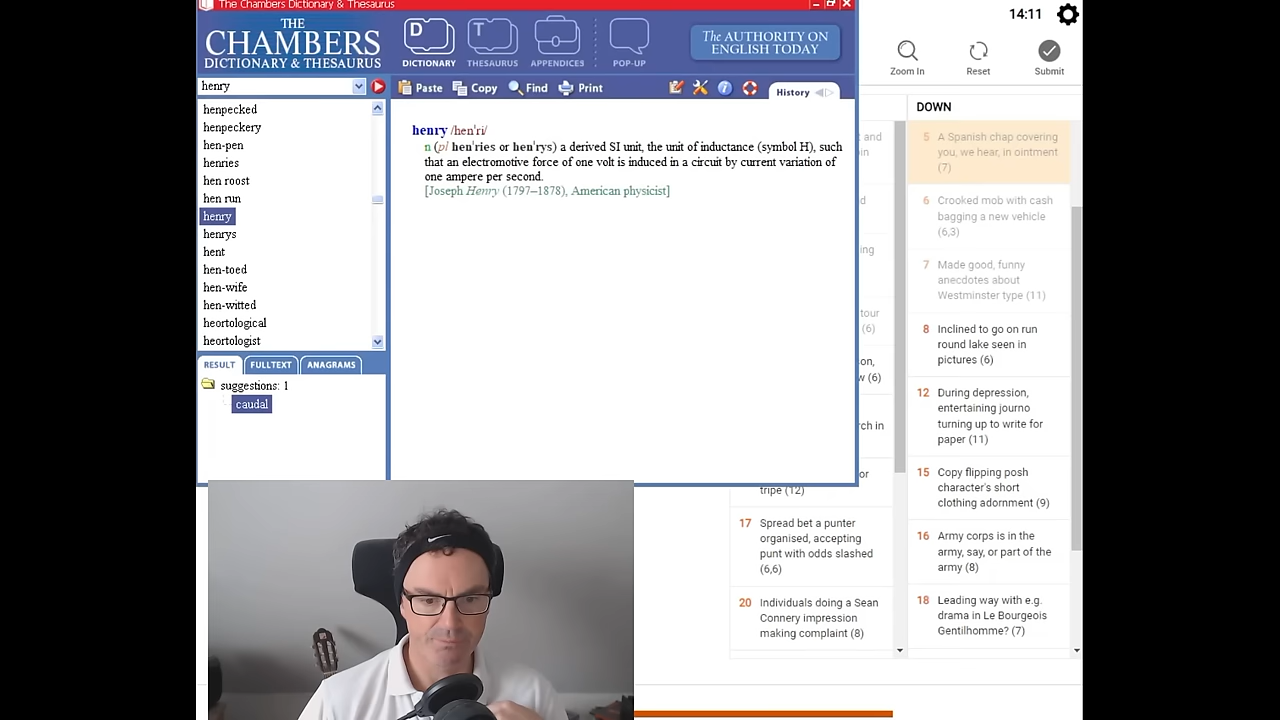 The Chambers Dictionary & Thesaurus
THE
CHAMBERS
DICTIONARY & THESAURUS
D
DICTIONARY
T
THESAURUS
APPENDICES
POP-UP
The AUTHORITY ON
ENGLISH TODAY
14:11
Zoom In
Reset
Submit
henry
Paste
Copy
Find
Print
i
History
henpecked
henpeckery
hen-pen
henries
hen roost
hen run
henry
henrys
hent
hen-toed
hen-wife
hen-witted
heortological
heortologist
RESULT
FULLTEXT
ANAGRAMS
suggestions: 1
caudal
henry /hen'ri/
n (pl hen'ries or hen'rys) a derived SI unit, the unit of inductance (symbol H), such
that an electromotive force of one volt is induced in a circuit by current variation of
one ampere per second.
[Joseph Henry (1797–1878), American physicist]
and
d
ing
tour
(6)
on,
w (6)
rch in
or
tripe (12)
17 Spread bet a punter
organised, accepting
punt with odds slashed
(6,6)
20 Individuals doing a Sean
Connery impression
making complaint (8)
DOWN
5 A Spanish chap covering
you, we hear, in ointment
(7)
6 Crooked mob with cash
bagging a new vehicle
(6,3)
7 Made good, funny
anecdotes about
Westminster type (11)
8 Inclined to go on run
round lake seen in
pictures (6)
12 During depression,
entertaining journo
turning up to write for
paper (11)
15 Copy flipping posh
character's short
clothing adornment (9)
16 Army corps is in the
army, say, or part of the
army (8)
18 Leading way with e.g.
drama in Le Bourgeois
Gentilhomme? (7)